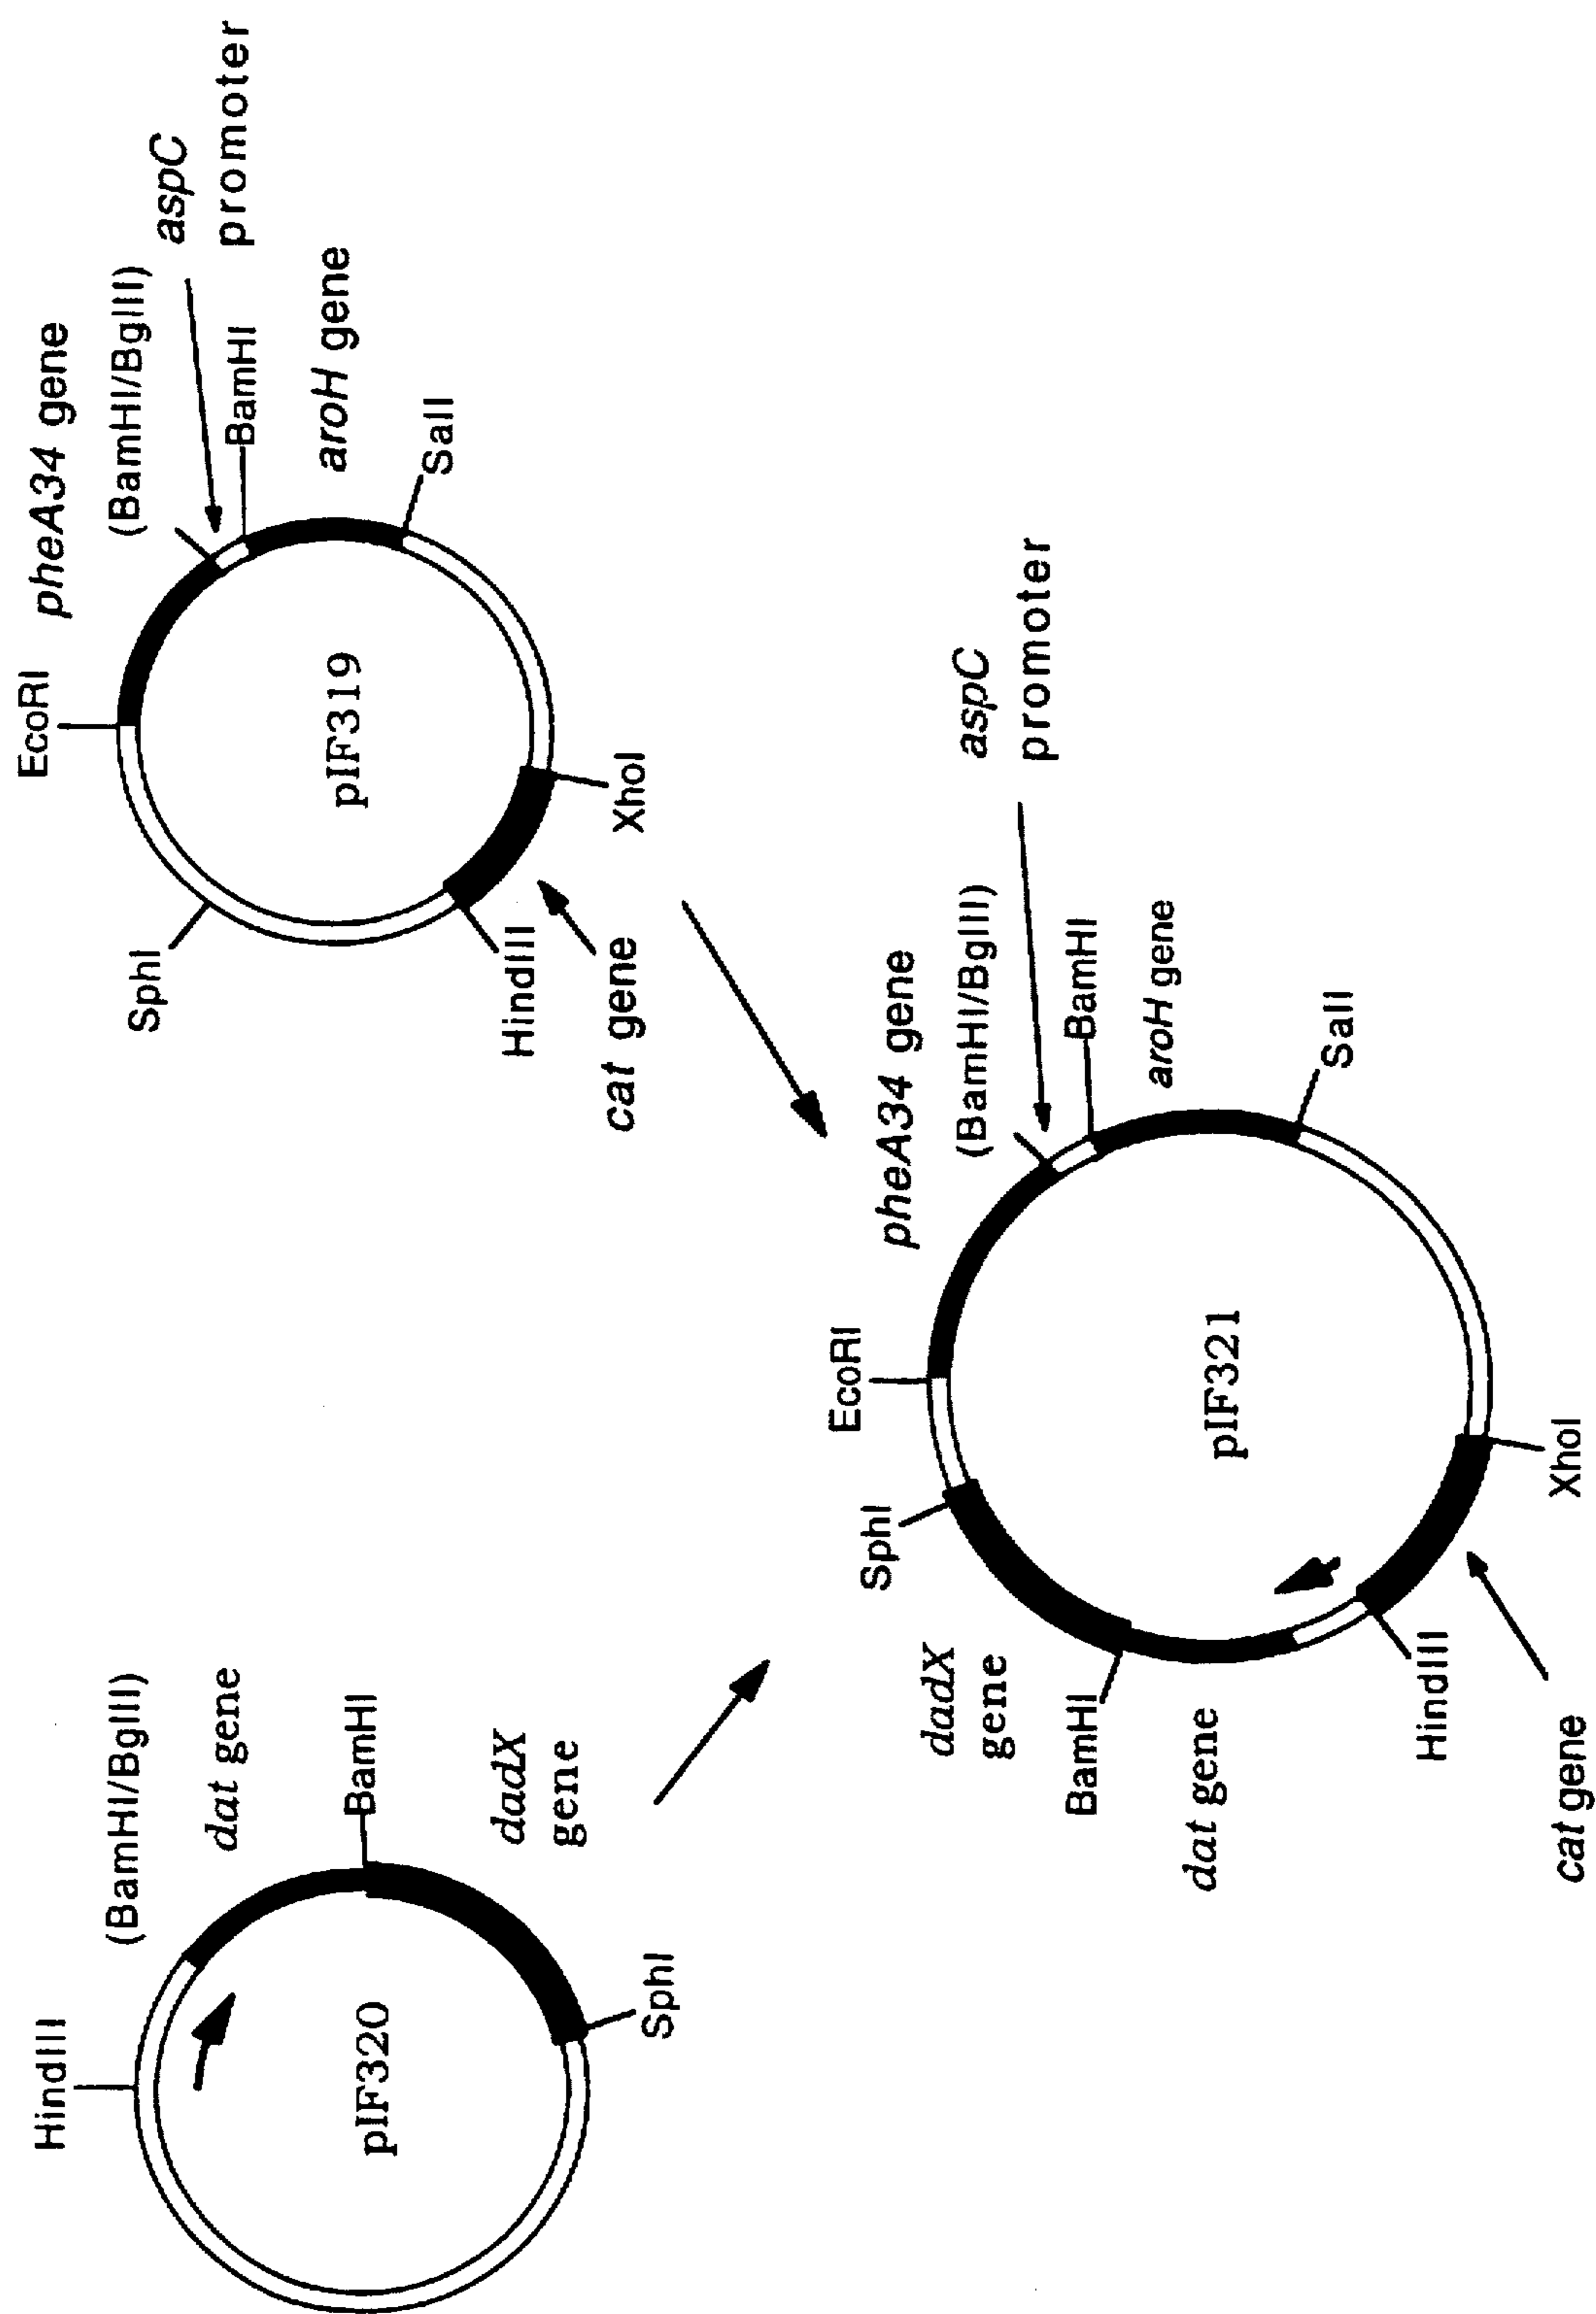 HindIII
(BamHI/BglII)
dat gene
BamHI
dadX
gene
SphI
pIF320
EcoRI
pheA34 gene
(BamHI/BglII)
aspC
promoter
BamHI
aroH gene
SalI
XhoI
cat gene
HindIII
SphI
pIF319
EcoRI
pheA34 gene
(BamHI/BglII)
aspC
promoter
BamHI
aroH gene
SalI
XhoI
cat gene
HindIII
dat gene
BamHI
dadX
gene
SphI
pIF321